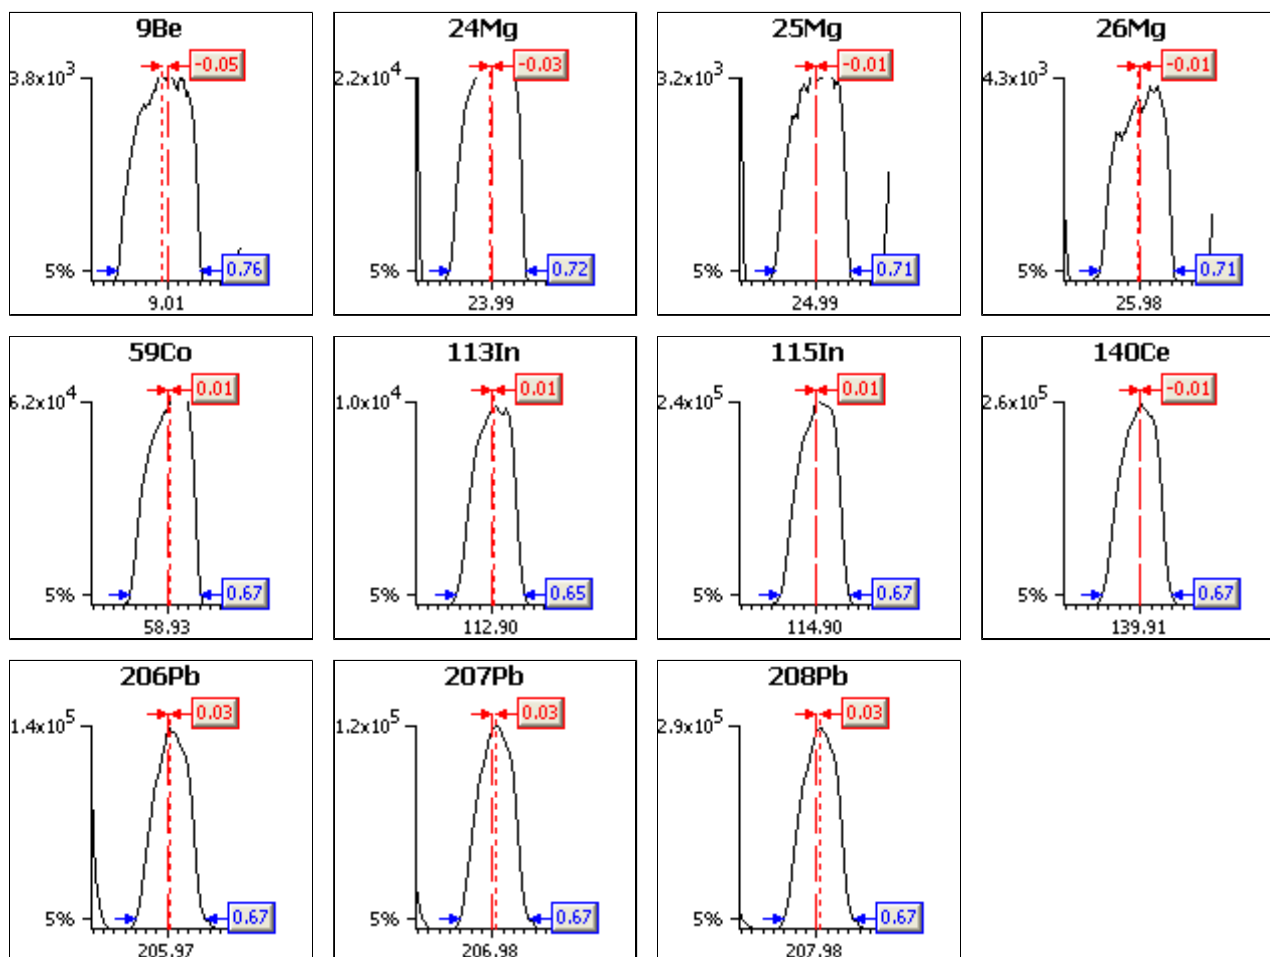 9Be
-0.05
3.8x10³
5%
0.76
9.01
24Mg
-0.03
2.2x10⁴
5%
0.72
23.99
25Mg
-0.01
3.2x10³
5%
0.71
24.99
26Mg
-0.01
4.3x10³
5%
0.71
25.98
59Co
0.01
6.2x10⁴
5%
0.67
58.93
113In
0.01
1.0x10⁴
5%
0.65
112.90
115In
0.01
2.4x10⁵
5%
0.67
114.90
140Ce
-0.01
2.6x10⁵
5%
0.67
139.91
206Pb
0.03
1.4x10⁵
5%
0.67
205.97
207Pb
0.03
1.2x10⁵
5%
0.67
206.98
208Pb
0.03
2.9x10⁵
5%
0.67
207.98